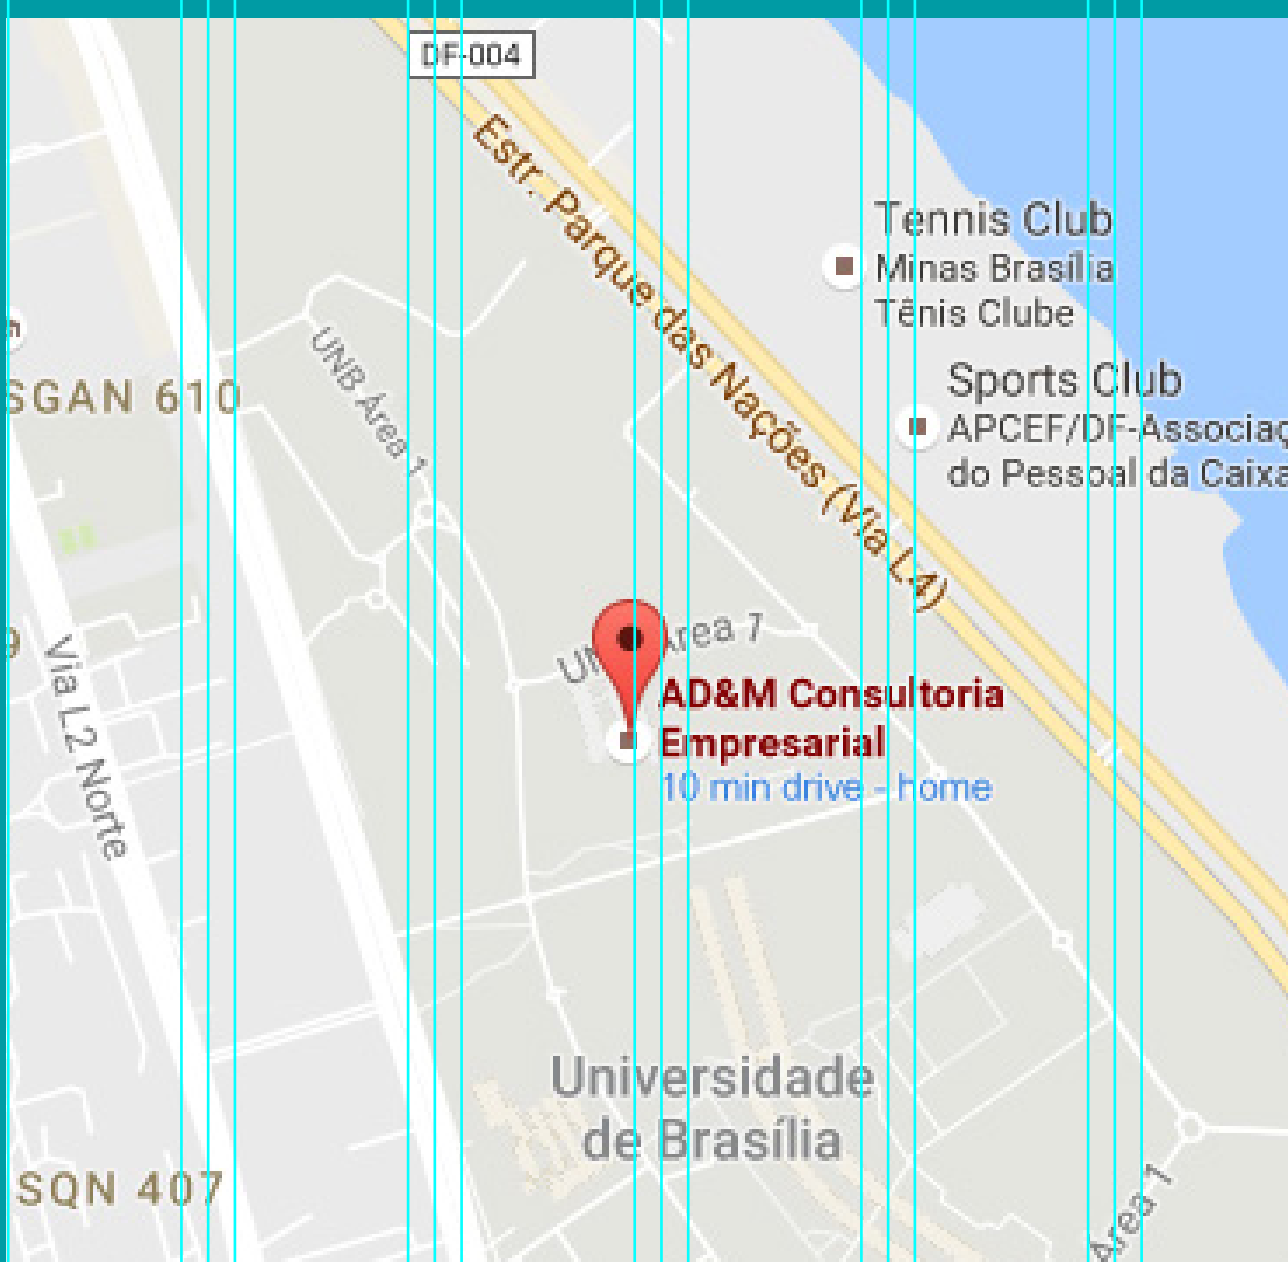 DF-004
Estr. Parque das Nações (Via L4)
Tennis Club
Minas Brasília
Tênis Clube
UNB Área 1
SGAN 610
Sports Club
APCEF/DF-Associaç
do Pessoal da Caixa
9
Área 7
Via L2 Norte
AD&M Consultoria
Empresarial
10 min drive - home
Universidade
de Brasília
SQN 407
Área 1